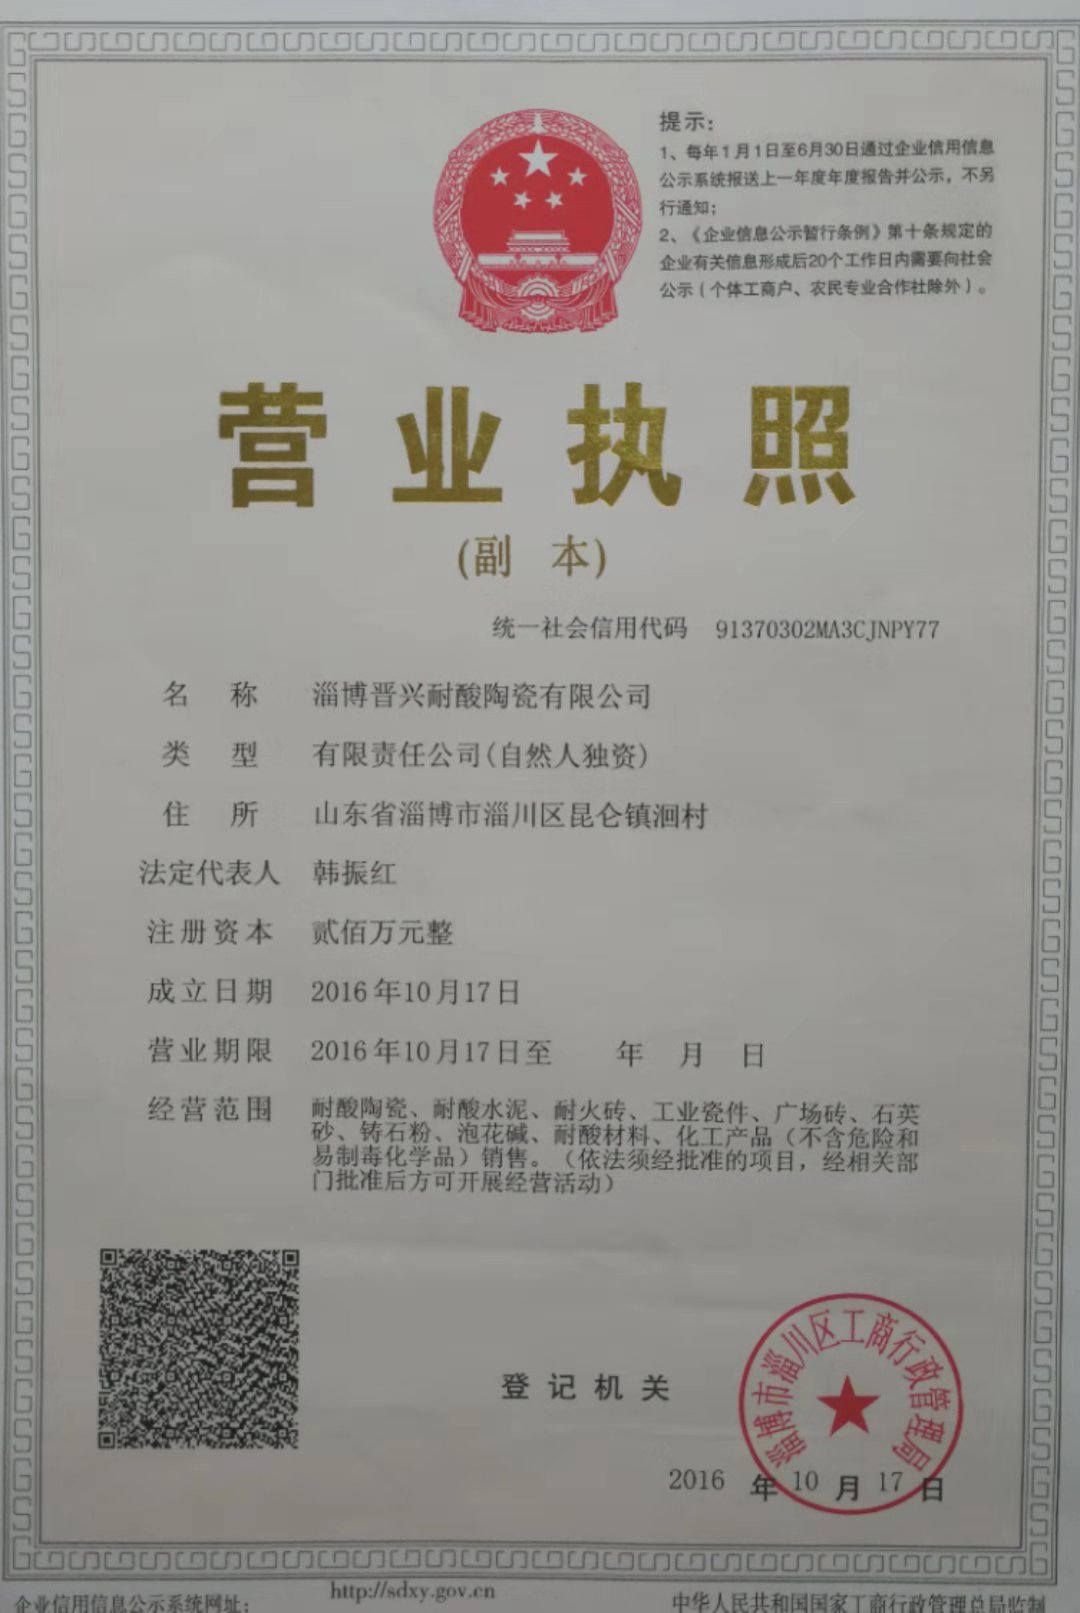 提示：
1、每年1月1日至6月30日通过企业信用信息
公示系统报送上一年度年度报告并公示，不另
行通知；
2、《企业信息公示暂行条例》第十条规定的
企业有关信息形成后20个工作日内需要向社会
公示（个体工商户、农民专业合作社除外）。
营业执照
(副 本)
统一社会信用代码 91370302MA3CJNPY77
名 称 淄博晋兴耐酸陶瓷有限公司
类 型 有限责任公司(自然人独资)
住 所 山东省淄博市淄川区昆仑镇洄村
法定代表人 韩振红
注册资本 贰佰万元整
成立日期 2016年10月17日
营业期限 2016年10月17日至 年 月 日
经营范围 耐酸陶瓷、耐酸水泥、耐火砖、工业瓷件、广场砖、石英
砂、铸石粉、泡花碱、耐酸材料、化工产品（不含危险和
易制毒化学品）销售。（依法须经批准的项目，经相关部
门批准后方可开展经营活动）
登记机关
淄博市淄川区工商行政管理局
2016 年 10 月 17 日
企业信用信息公示系统网址： http://sdxy.gov.cn 中华人民共和国国家工商行政管理总局监制